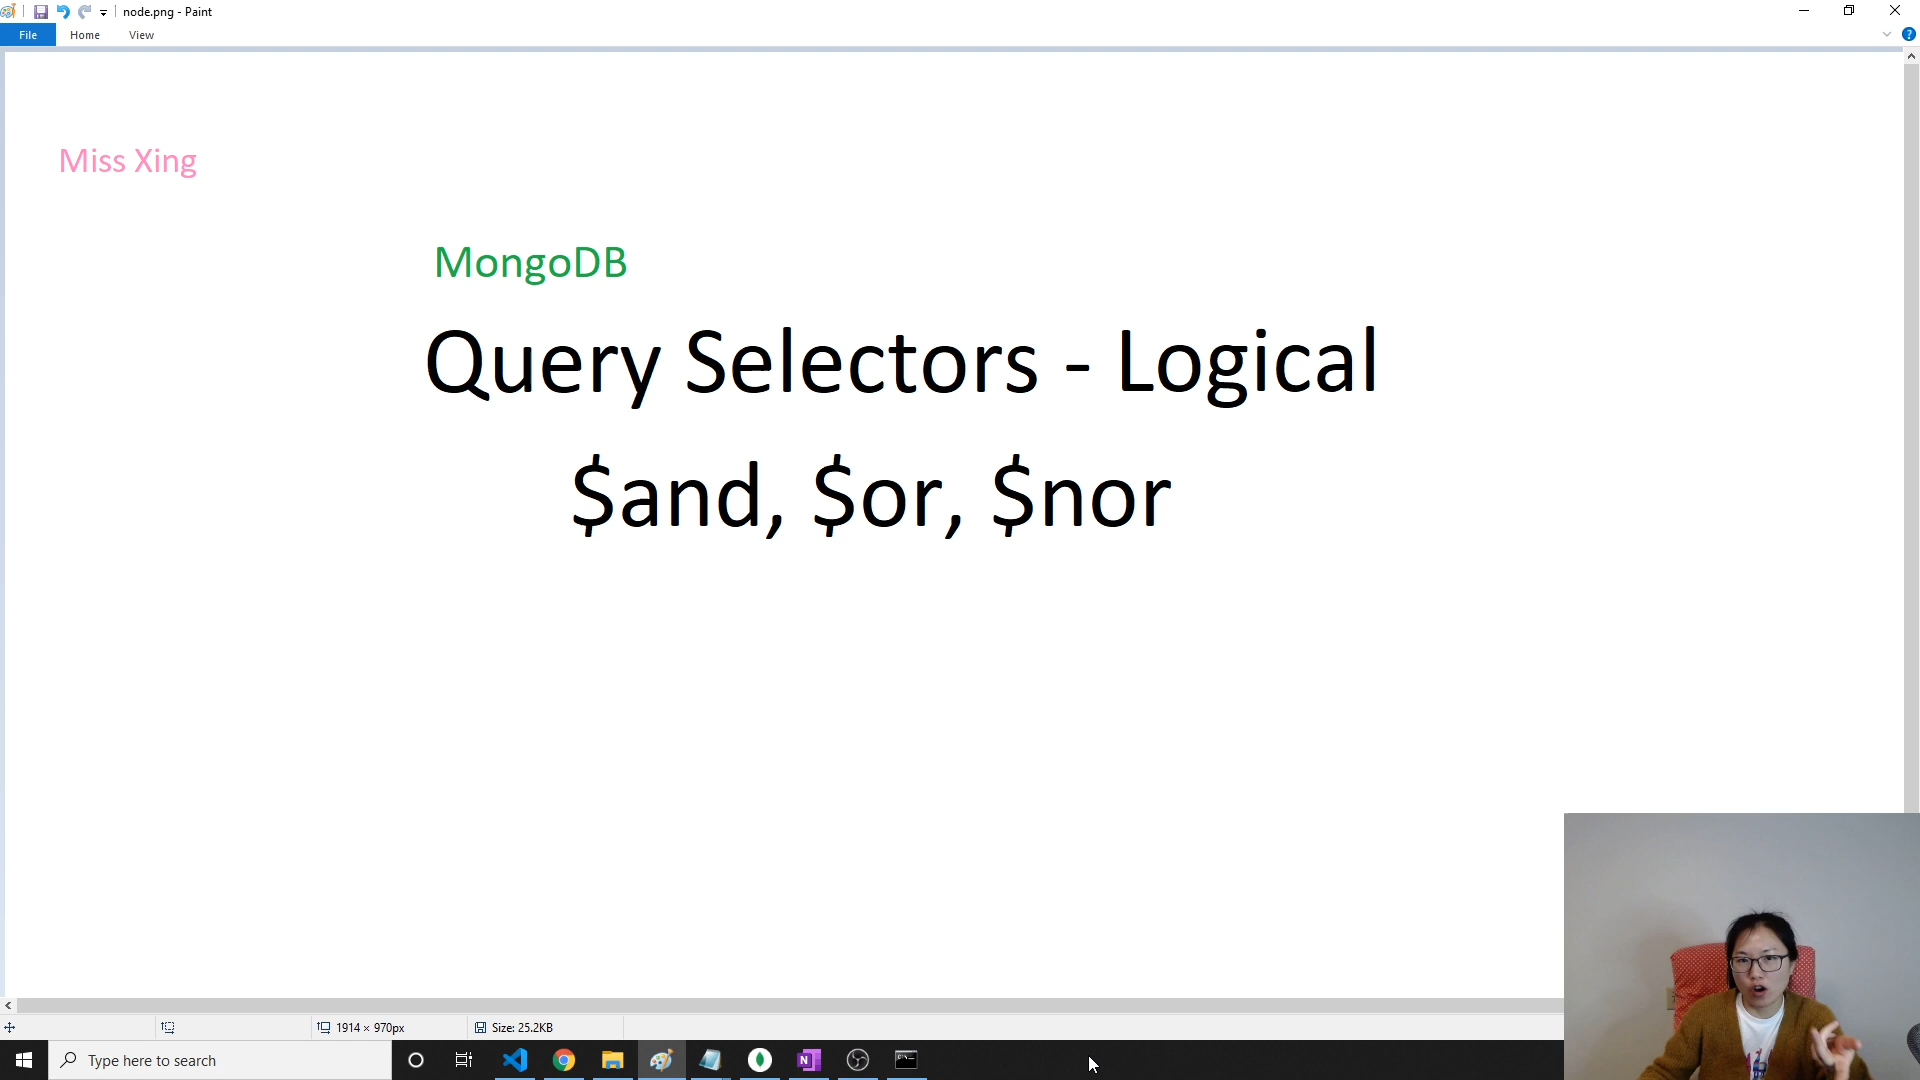 node.png - Paint
File Home View
Miss Xing
MongoDB
Query Selectors - Logical
$and, $or, $nor
1914 × 970px
Size: 25.2KB
Type here to search